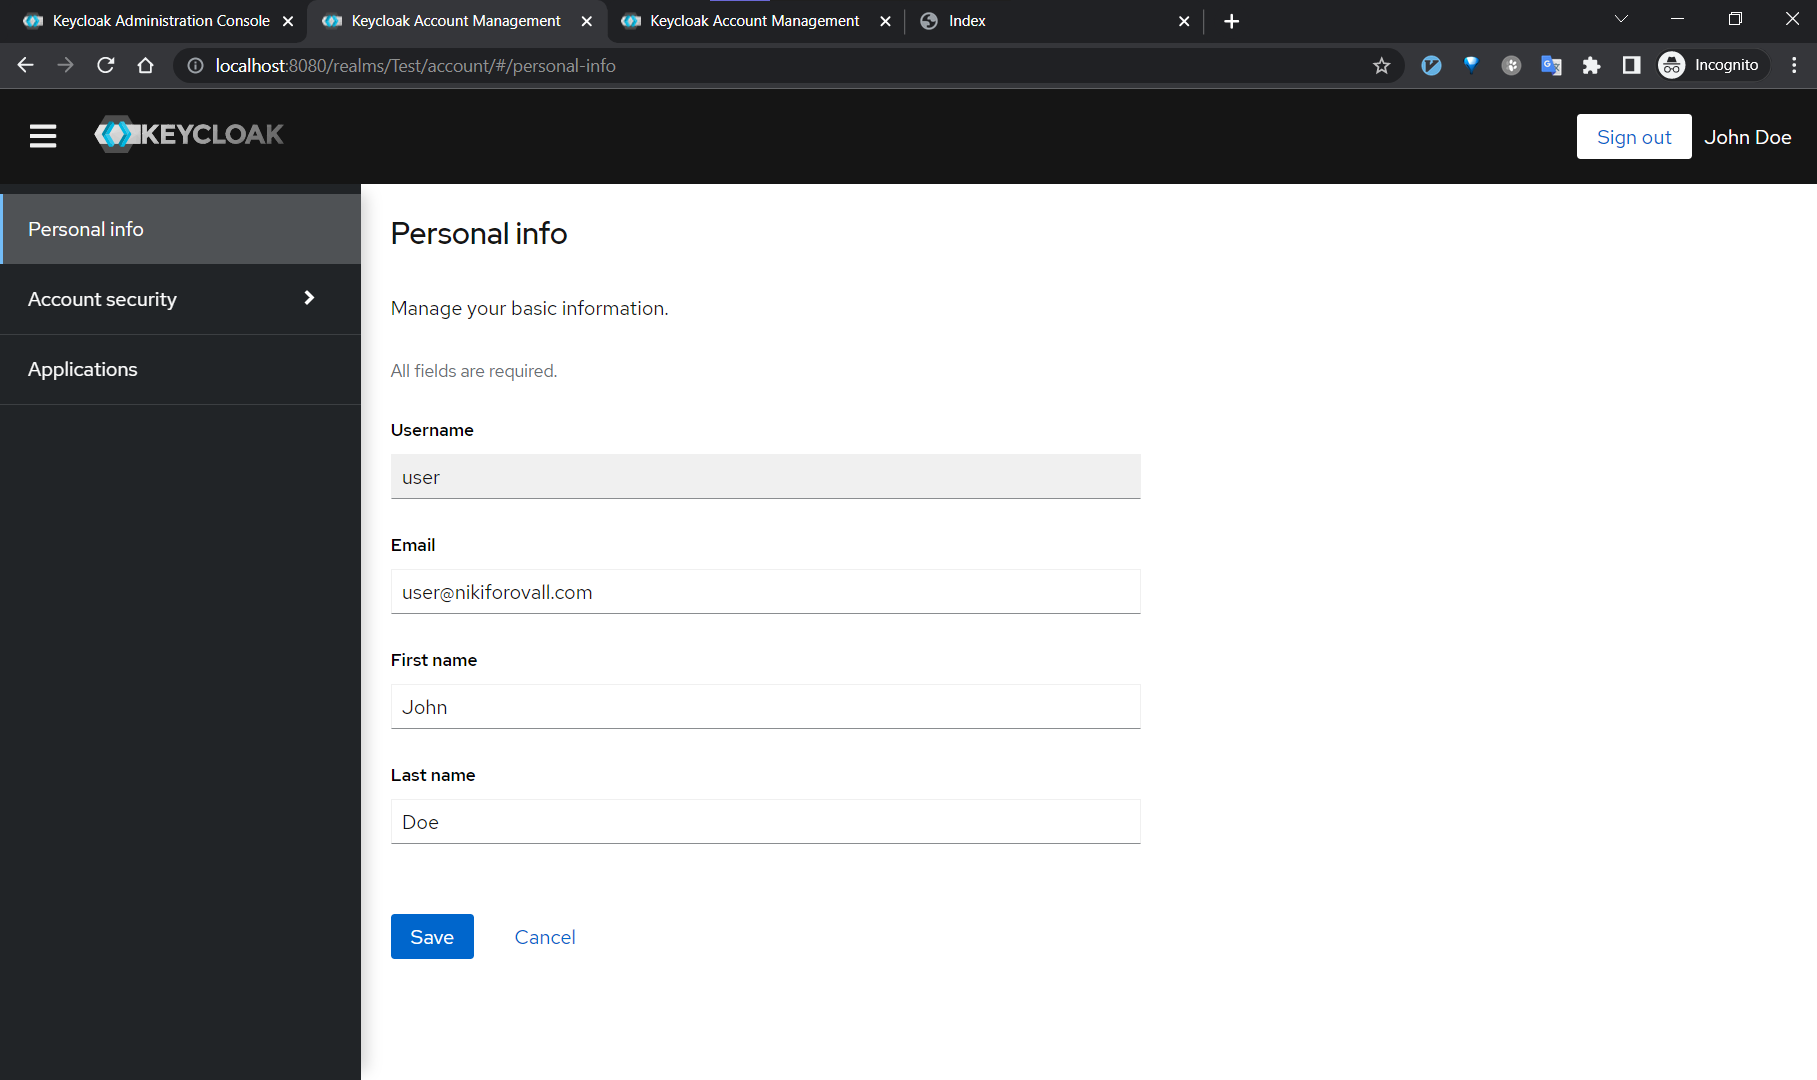 Keycloak Administration Console
Keycloak Account Management
Keycloak Account Management
Index
localhost:8080/realms/Test/account/#/personal-info
Incognito
KEYCLOAK
Sign out
John Doe
Personal info
Account security
Applications
Personal info
Manage your basic information.
All fields are required.
Username
user
Email
user@nikiforovall.com
First name
John
Last name
Doe
Save
Cancel